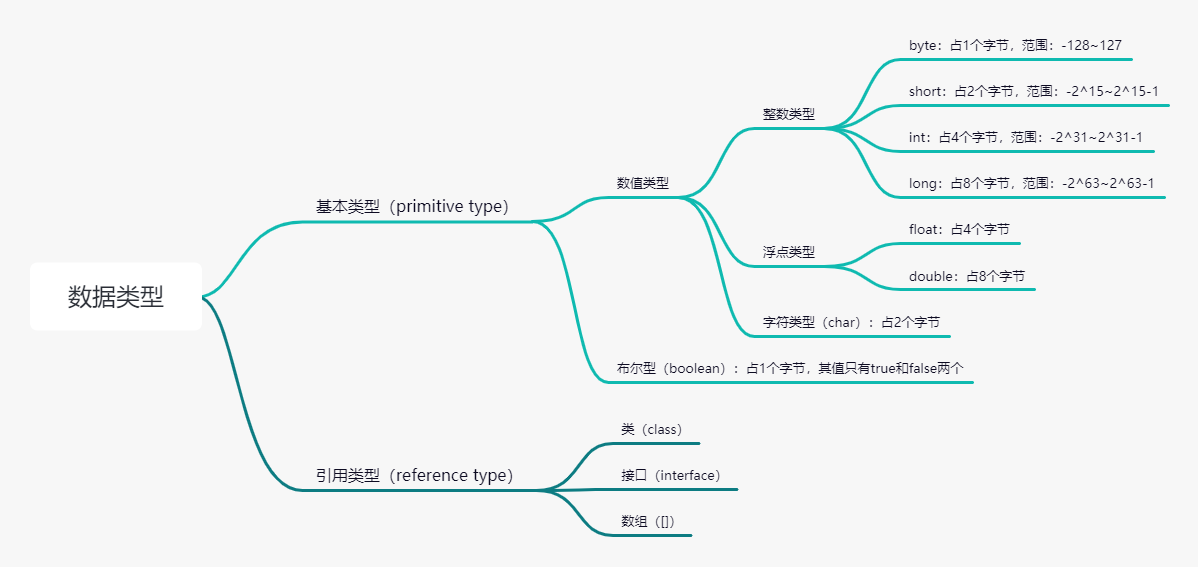 数据类型
基本类型（primitive type）
数值类型
整数类型
byte：占1个字节，范围：-128~127
short：占2个字节，范围：-2^15~2^15-1
int：占4个字节，范围：-2^31~2^31-1
long：占8个字节，范围：-2^63~2^63-1
浮点类型
float：占4个字节
double：占8个字节
字符类型（char）：占2个字节
布尔型（boolean）：占1个字节，其值只有true和false两个
引用类型（reference type）
类（class）
接口（interface）
数组（[]）